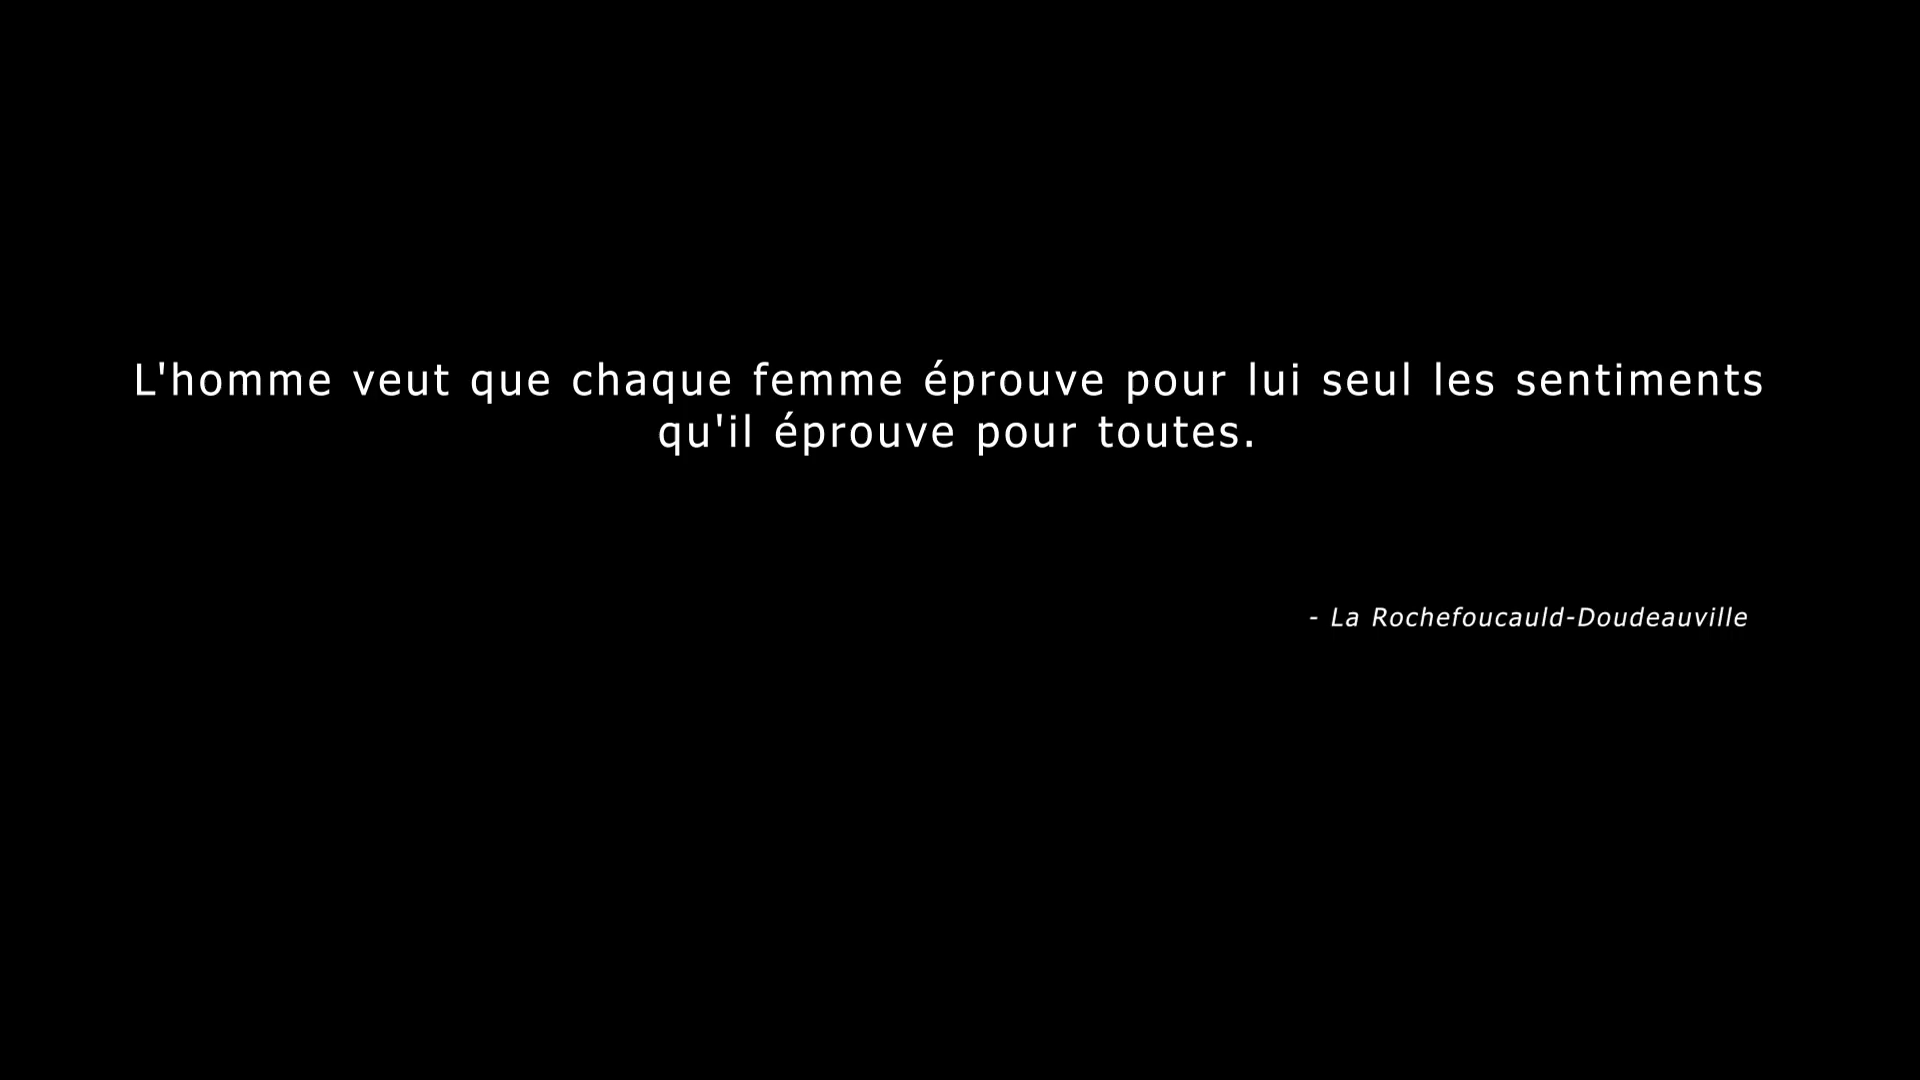 L'homme veut que chaque femme éprouve pour lui seul les sentiments
qu'il éprouve pour toutes.
- La Rochefoucauld-Doudeauville